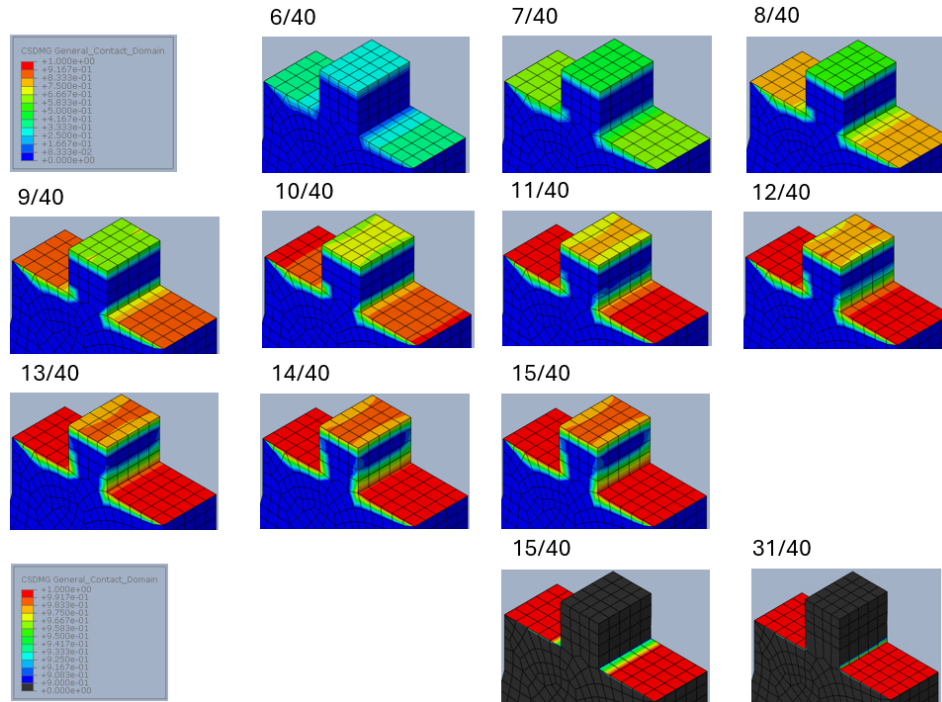 6/40
7/40
8/40
CSDMG General_Contact_Domain
+1.000e+00
+9.167e-01
+8.333e-01
+7.500e-01
+6.667e-01
+5.833e-01
+5.000e-01
+4.167e-01
+3.333e-01
+2.500e-01
+1.667e-01
+8.333e-02
+0.000e+00
9/40
10/40
11/40
12/40
13/40
14/40
15/40
15/40
31/40
CSDMG General_Contact_Domain
+1.000e+00
+9.917e-01
+9.833e-01
+9.750e-01
+9.667e-01
+9.583e-01
+9.500e-01
+9.417e-01
+9.333e-01
+9.250e-01
+9.167e-01
+9.083e-01
+9.000e-01
+0.000e+00